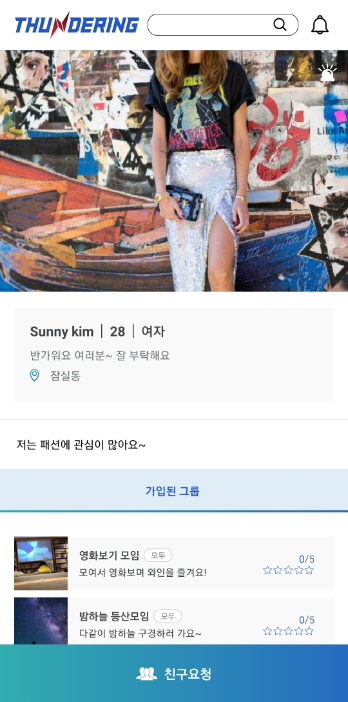 THUNDERING
Sunny kim | 28 | 여자
반가워요 여러분~ 잘 부탁해요
잠실동
저는 패션에 관심이 많아요~
가입된 그룹
영화보기 모임 모두
0/5
모여서 영화보며 와인을 즐겨요!
밤하늘 등산모임 모두
0/5
다같이 밤하늘 구경하러 가요~
친구요청